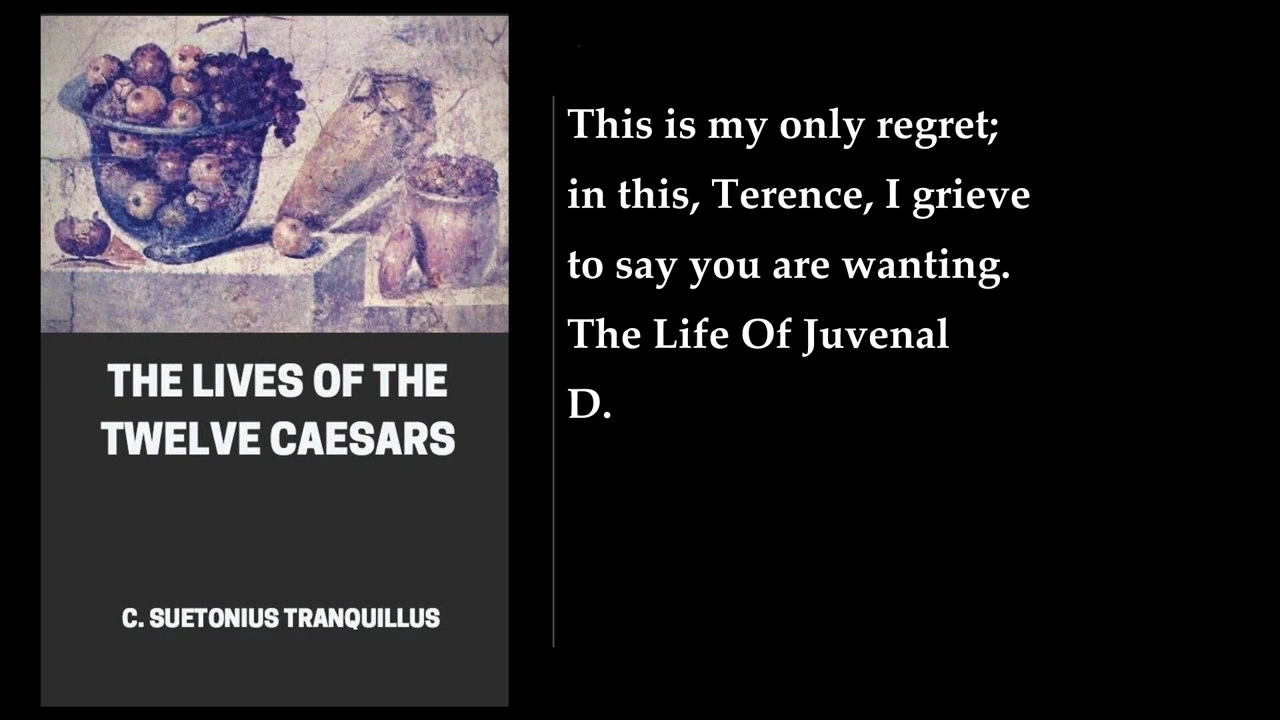 THE LIVES OF THE
TWELVE CAESARS
C. SUETONIUS TRANQUILLUS
This is my only regret;
in this, Terence, I grieve
to say you are wanting.
The Life Of Juvenal
D.